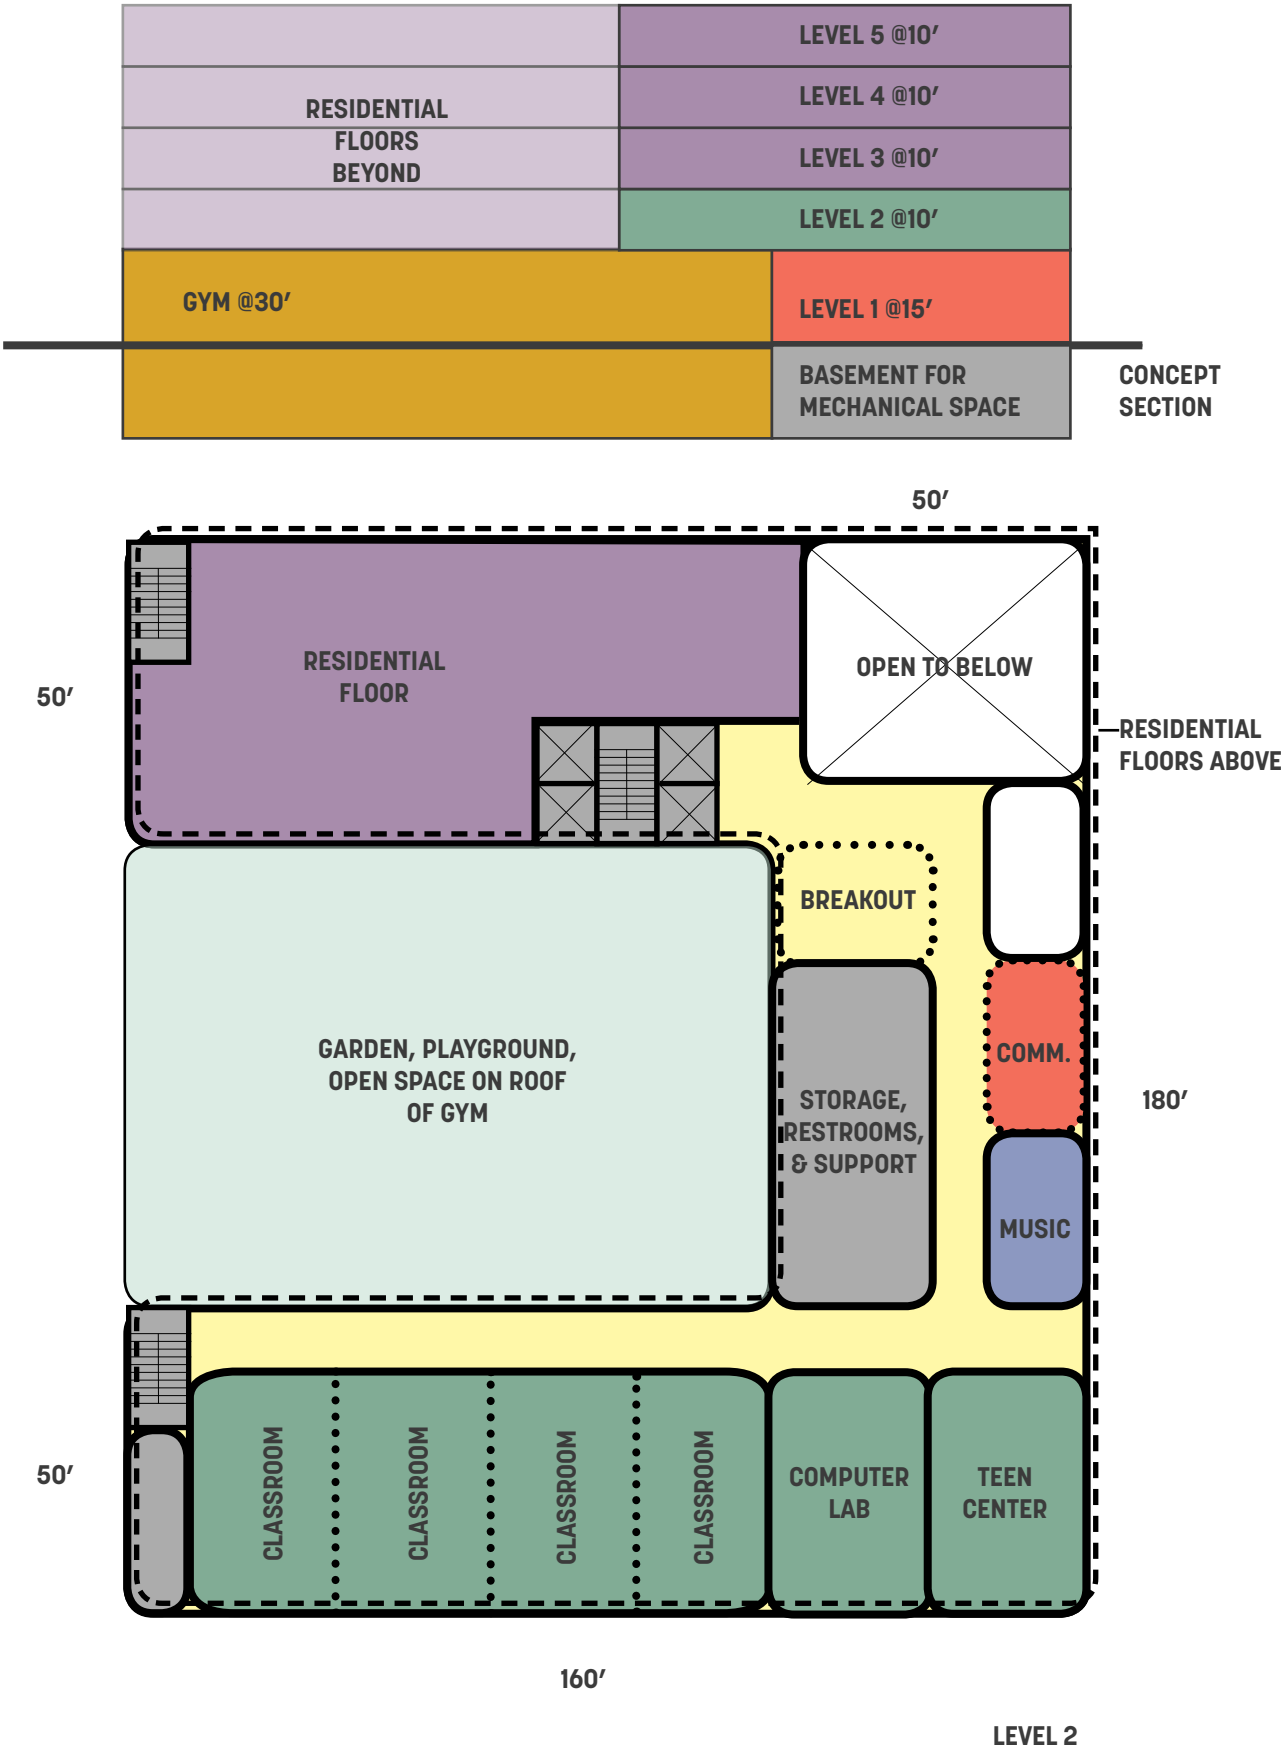 LEVEL 5 @10′
LEVEL 4 @10′
LEVEL 3 @10′
LEVEL 2 @10′
RESIDENTIAL
FLOORS
BEYOND
GYM @30′
LEVEL 1 @15′
BASEMENT FOR
MECHANICAL SPACE
CONCEPT
SECTION
50′
RESIDENTIAL
FLOOR
OPEN TO BELOW
50′
RESIDENTIAL
FLOORS ABOVE
BREAKOUT
GARDEN, PLAYGROUND,
OPEN SPACE ON ROOF
OF GYM
COMM.
STORAGE,
RESTROOMS,
& SUPPORT
180′
MUSIC
50′
CLASSROOM
CLASSROOM
CLASSROOM
CLASSROOM
COMPUTER
LAB
TEEN
CENTER
160′
LEVEL 2